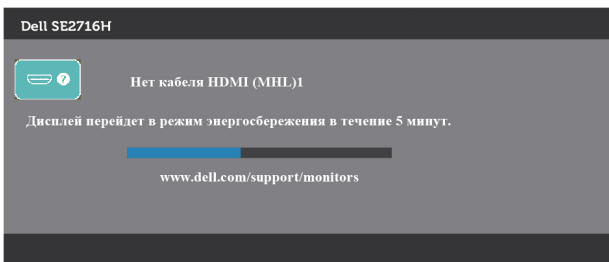 Dell SE2716H
Нет кабеля HDMI (MHL)1
Дисплей перейдет в режим энергосбережения в течение 5 минут.
www.dell.com/support/monitors